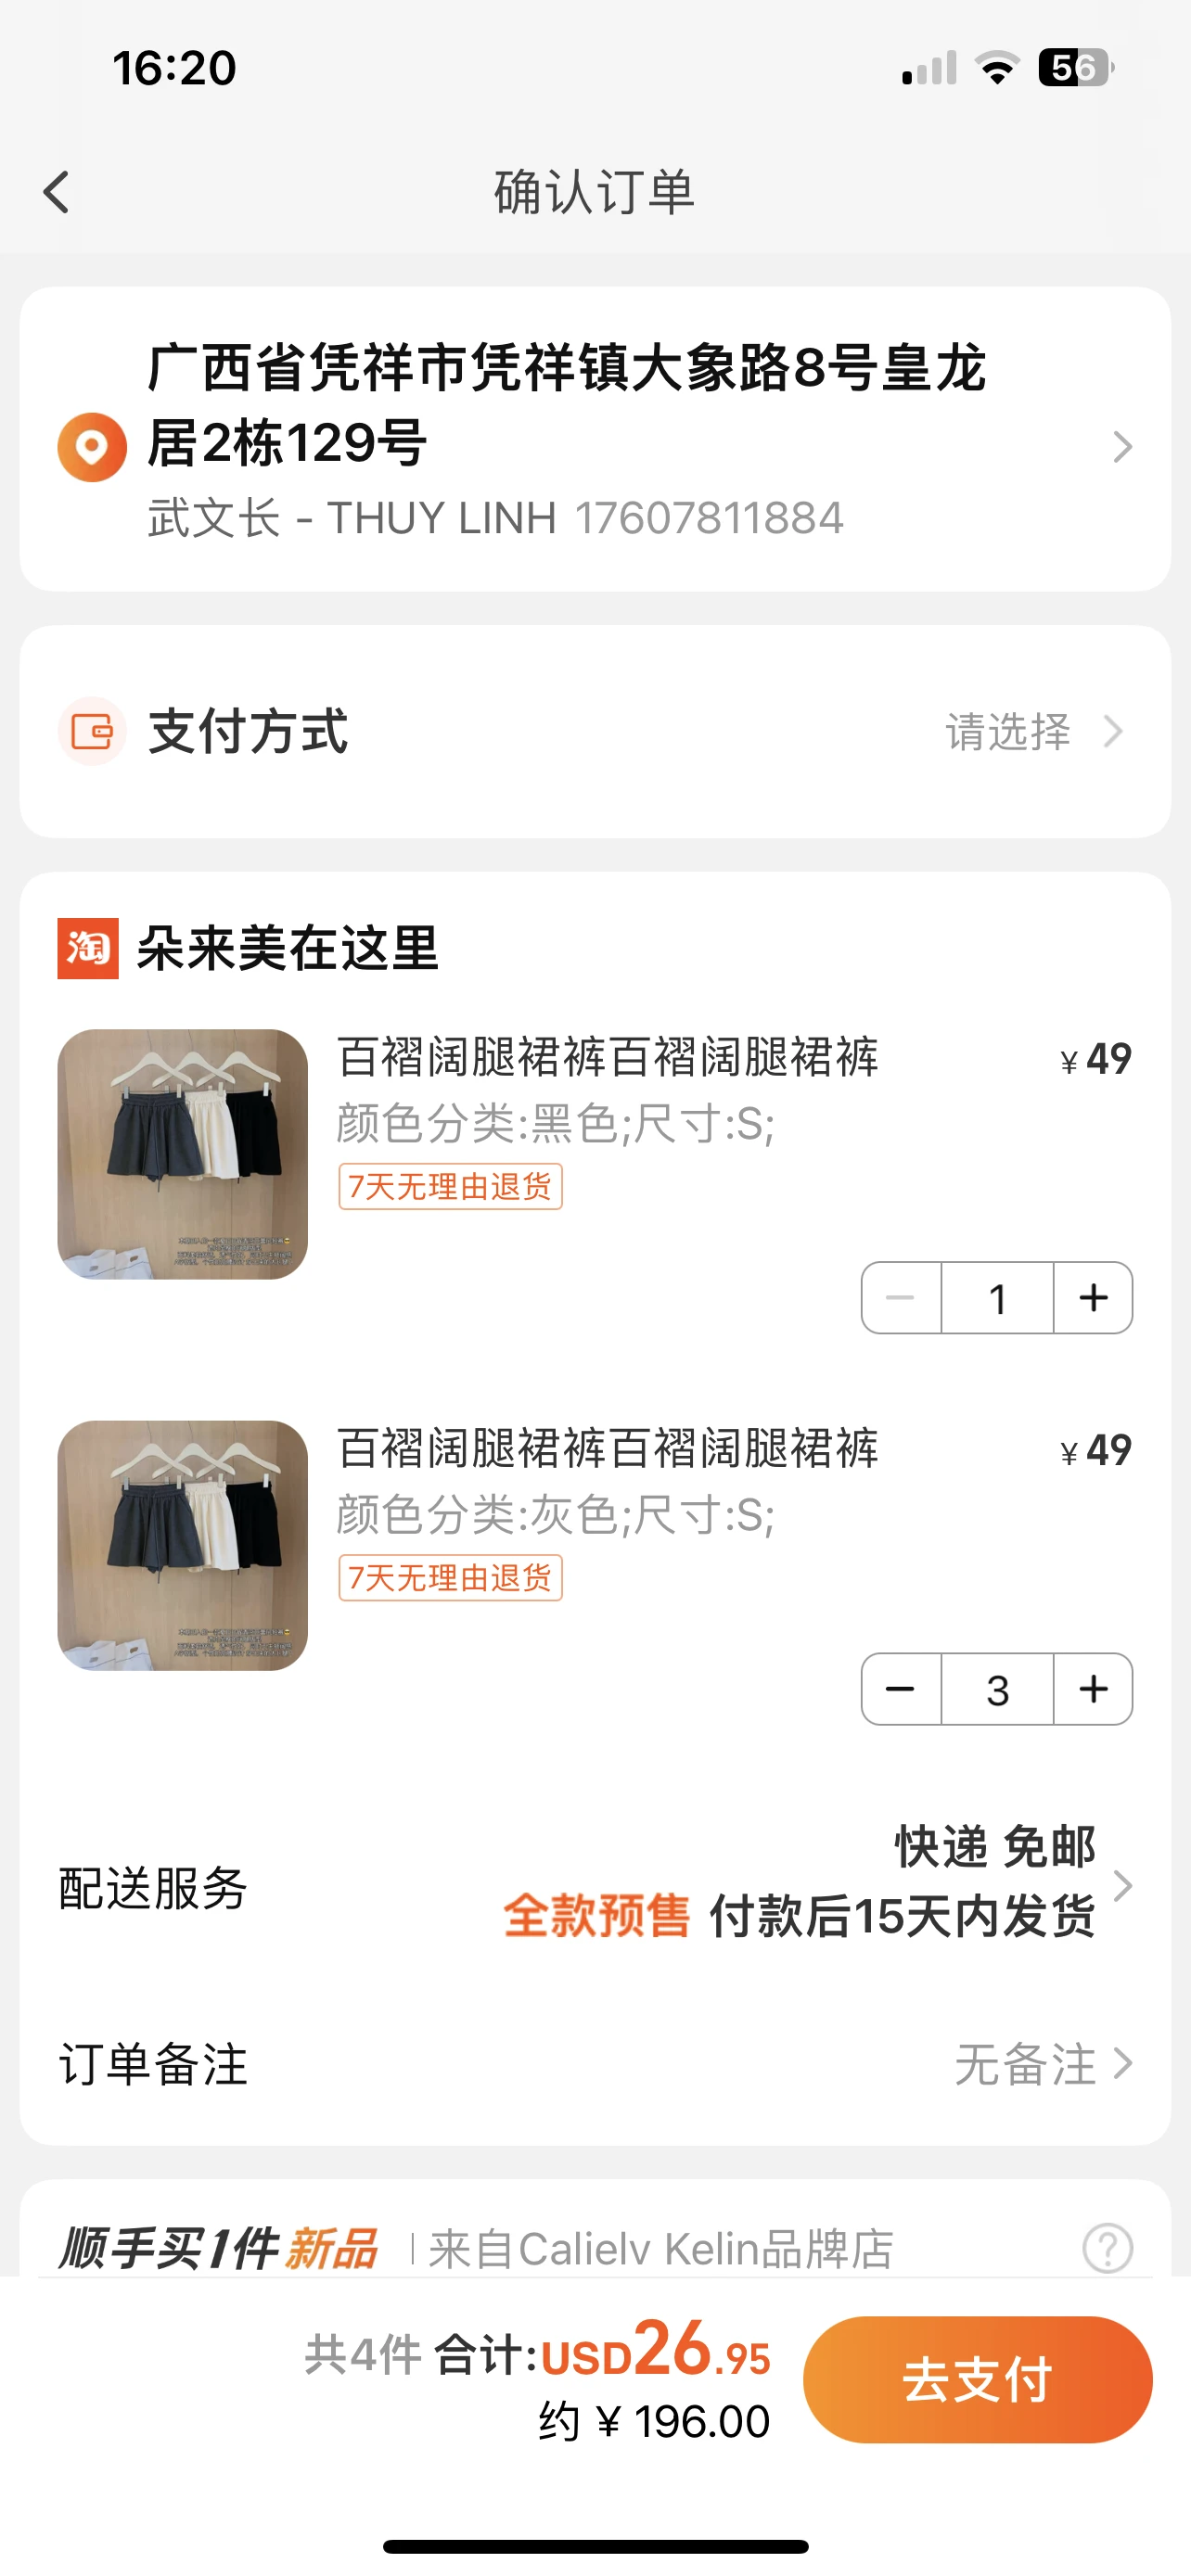 16:20
56
确认订单
广西省凭祥市凭祥镇大象路8号皇龙
居2栋129号
武文长 - THUY LINH 17607811884
支付方式
请选择
淘 朵来美在这里
百褶阔腿裙裤百褶阔腿裙裤
¥ 49
颜色分类:黑色;尺寸:S;
7天无理由退货
1
百褶阔腿裙裤百褶阔腿裙裤
¥ 49
颜色分类:灰色;尺寸:S;
7天无理由退货
3
快递 免邮
配送服务
全款预售 付款后15天内发货
订单备注
无备注
顺手买1件新品 | 来自Calielv Kelin品牌店
共4件 合计:USD26.95
去支付
约 ¥ 196.00